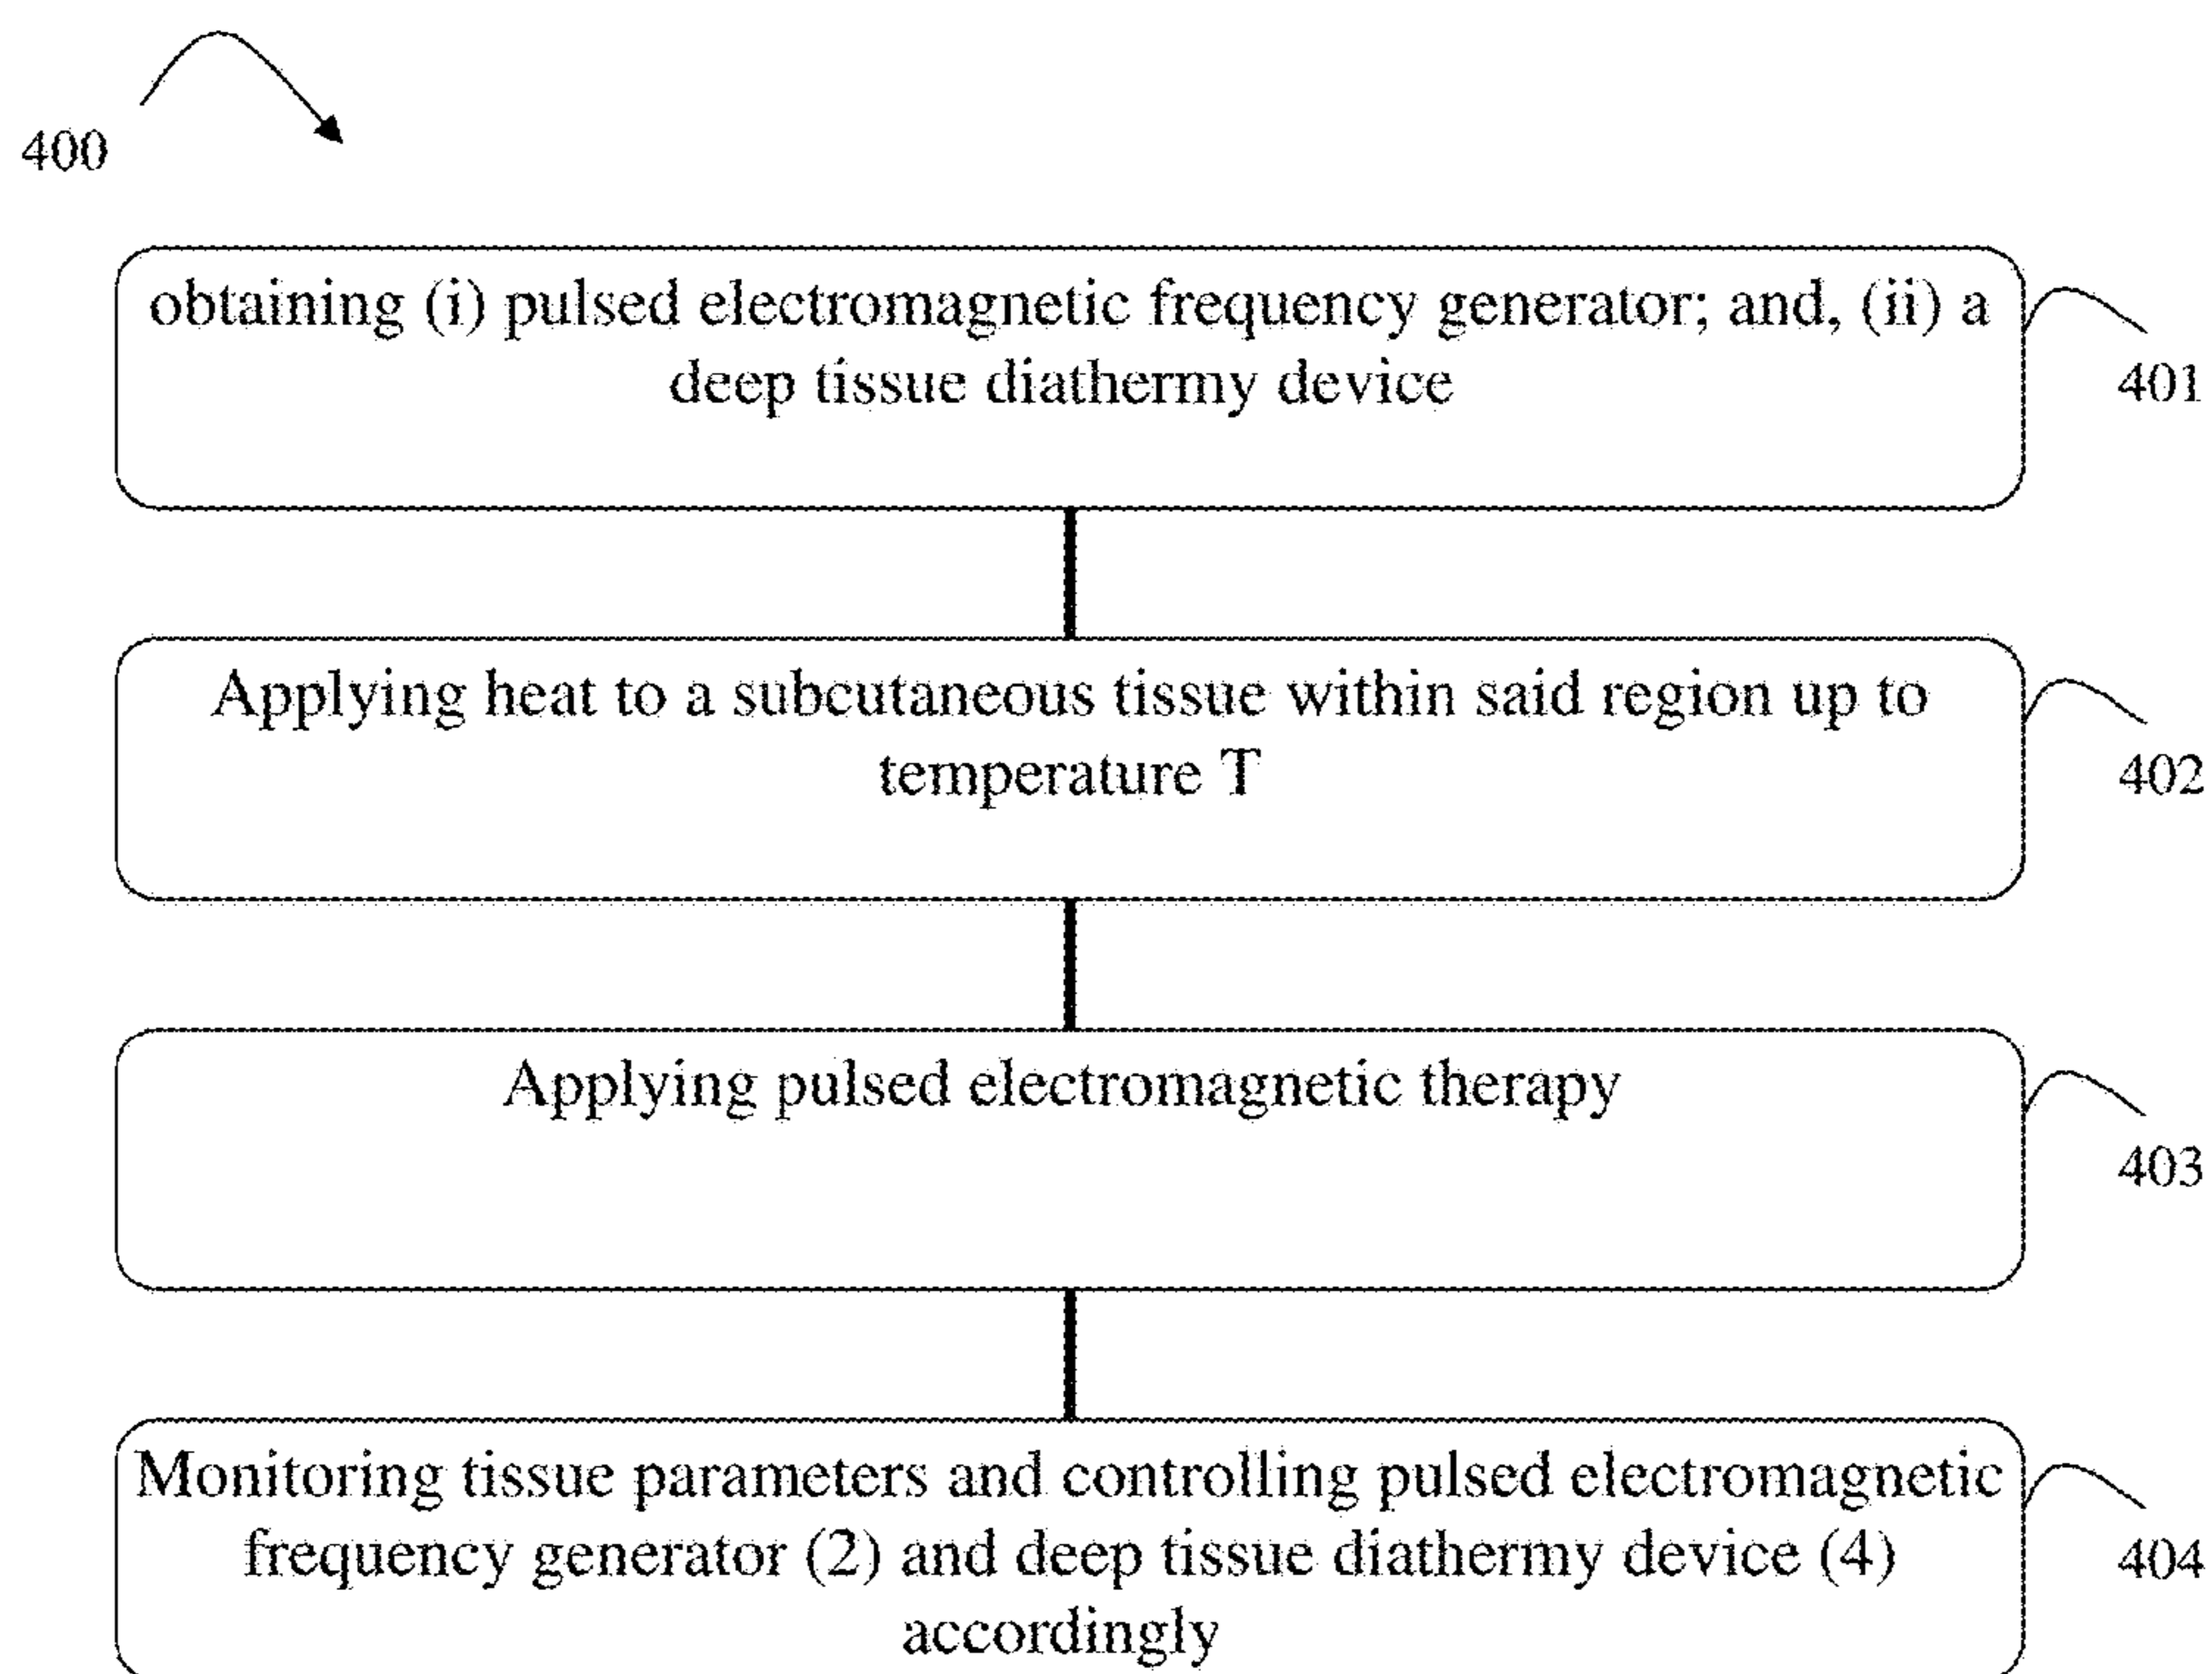 400
obtaining (i) pulsed electromagnetic frequency generator; and, (ii) a
deep tissue diathermy device
401
Applying heat to a subcutaneous tissue within said region up to
temperature T
402
Applying pulsed electromagnetic therapy
403
Monitoring tissue parameters and controlling pulsed electromagnetic
frequency generator (2) and deep tissue diathermy device (4)
accordingly
404